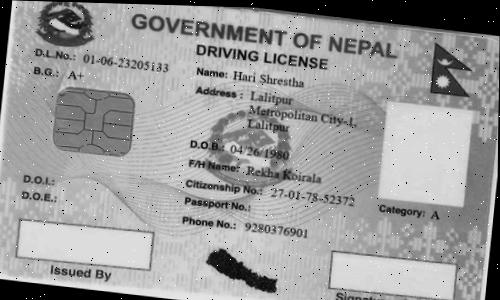 GOVERNMENT OF NEPAL
DRIVING LICENSE
D.L.No.: 01-06-23205133
B.G.: A+
Name: Hari Shrestha
Address: Lalitpur
Metropolitan City-1,
Lalitpur
D.O.B.: 04/26/1980
F/H Name: Rekha Koirala
Citizenship No.: 27-01-78-52372
Passport No.:
Phone No.: 9280376901
D.O.I.:
D.O.E.:
Category: A
Issued By